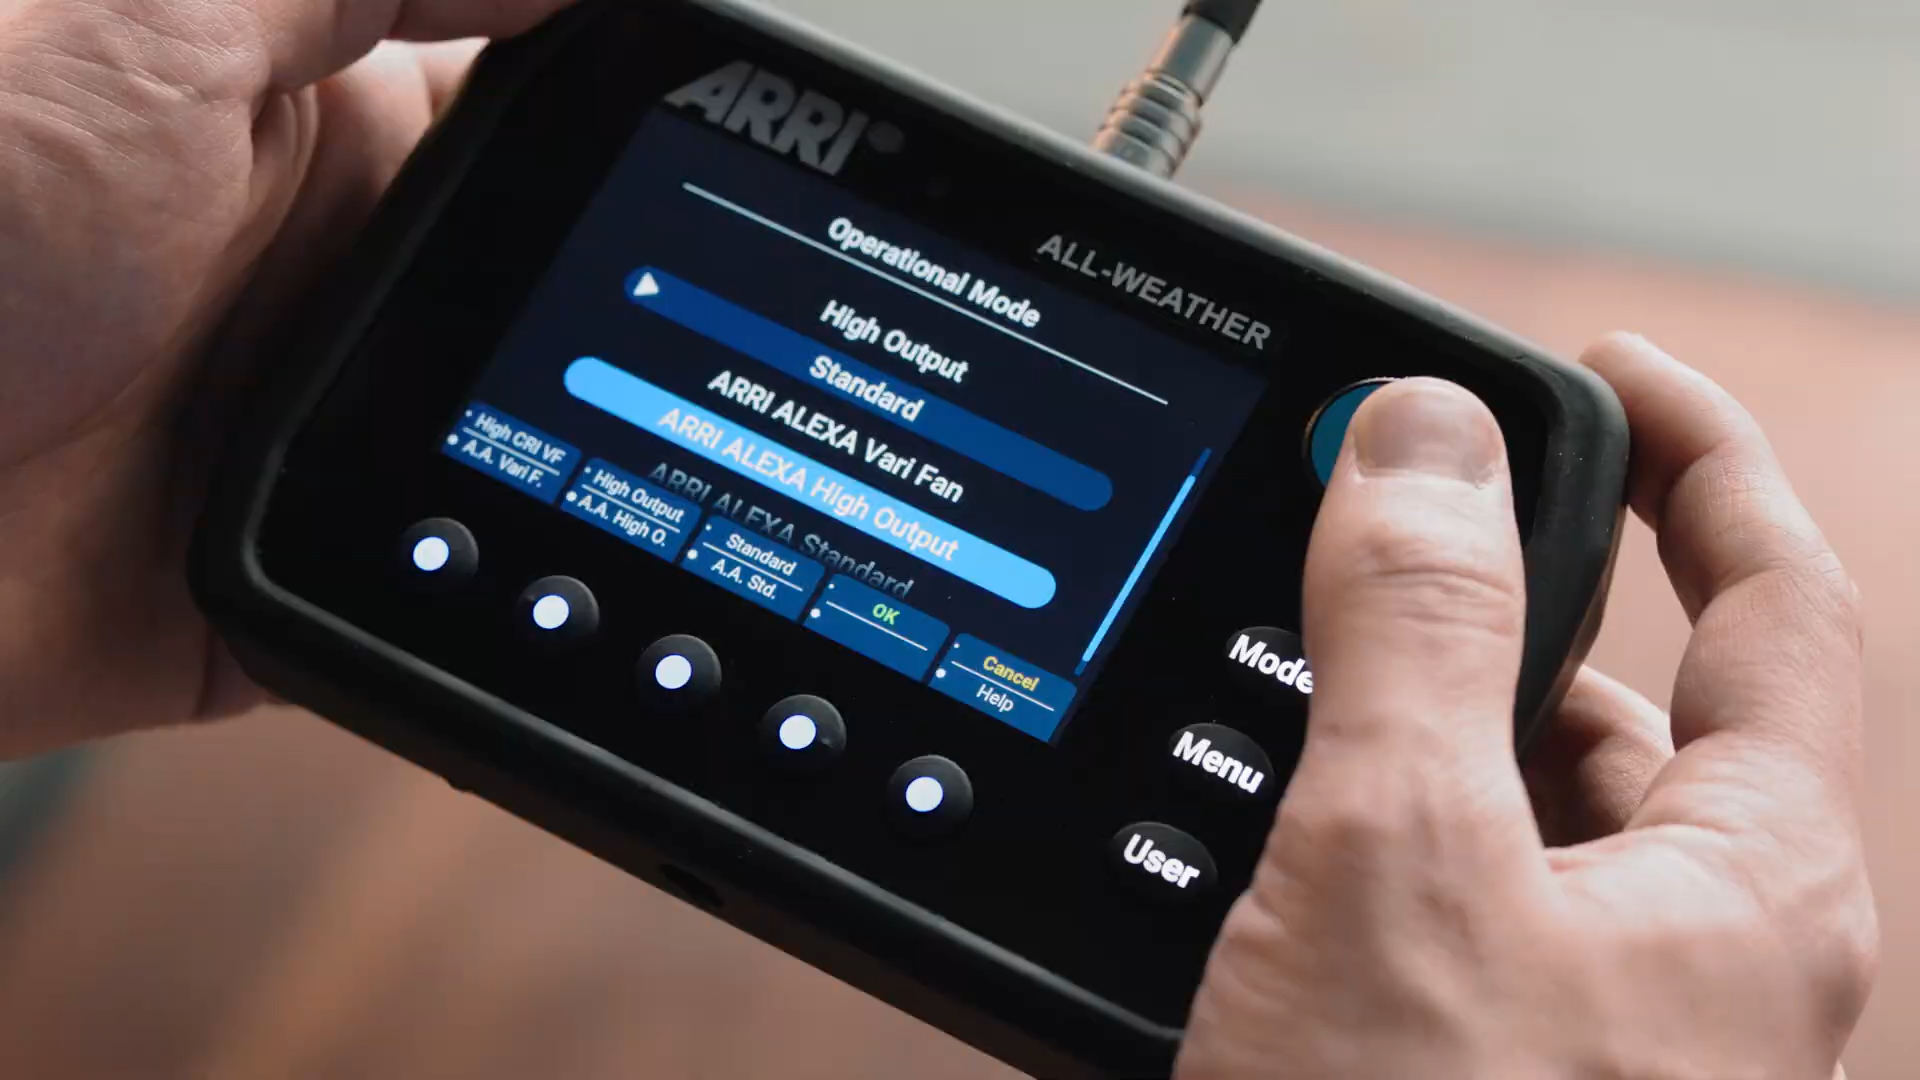 ARRI
ALL-WEATHER
Operational Mode
High Output
Standard
ARRI ALEXA Vari Fan
ARRI ALEXA High Output
ARRI ALEXA Standard
High CRI VF
A.A. Vari F.
High Output
A.A. High O.
Standard
A.A. Std.
OK
Cancel
Help
Mode
Menu
User